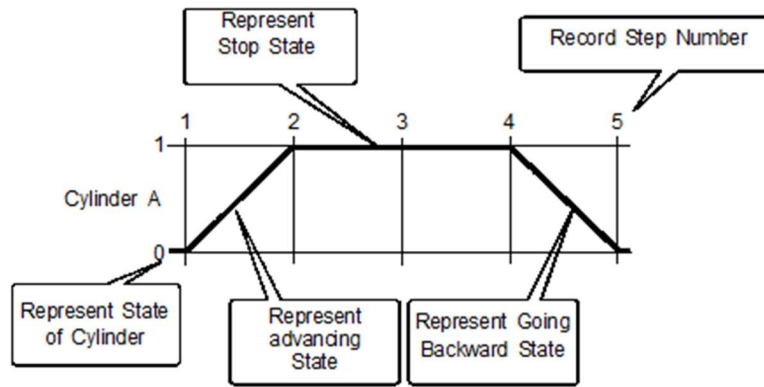 Represent
Stop State
Record Step Number
1 2 3 4 5
1
Cylinder A
0
Represent State
of Cylinder
Represent
advancing
State
Represent Going
Backward State